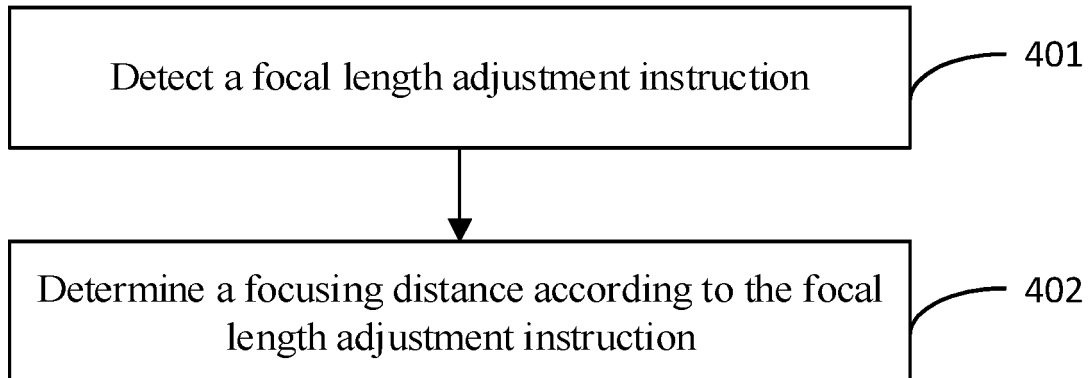 Detect a focal length adjustment instruction
401
Determine a focusing distance according to the focal
length adjustment instruction
402